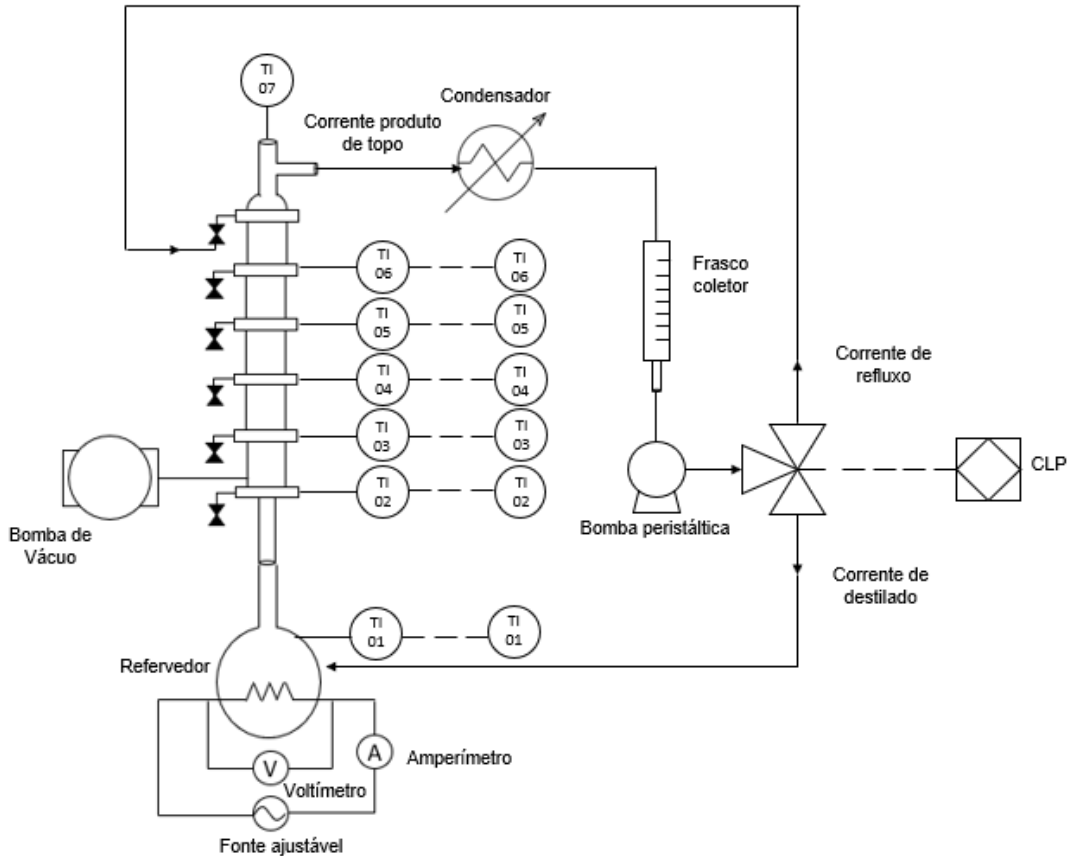 TI
07
Condensador
Corrente produto
de topo
TI
06
TI
06
Frasco
coletor
TI
05
TI
05
Corrente de
refluxo
TI
04
TI
04
TI
03
TI
03
CLP
TI
02
TI
02
Bomba peristáltica
Bomba de
Vácuo
Corrente de
destilado
TI
01
TI
01
Refervedor
A
Amperímetro
V
Voltímetro
Fonte ajustável